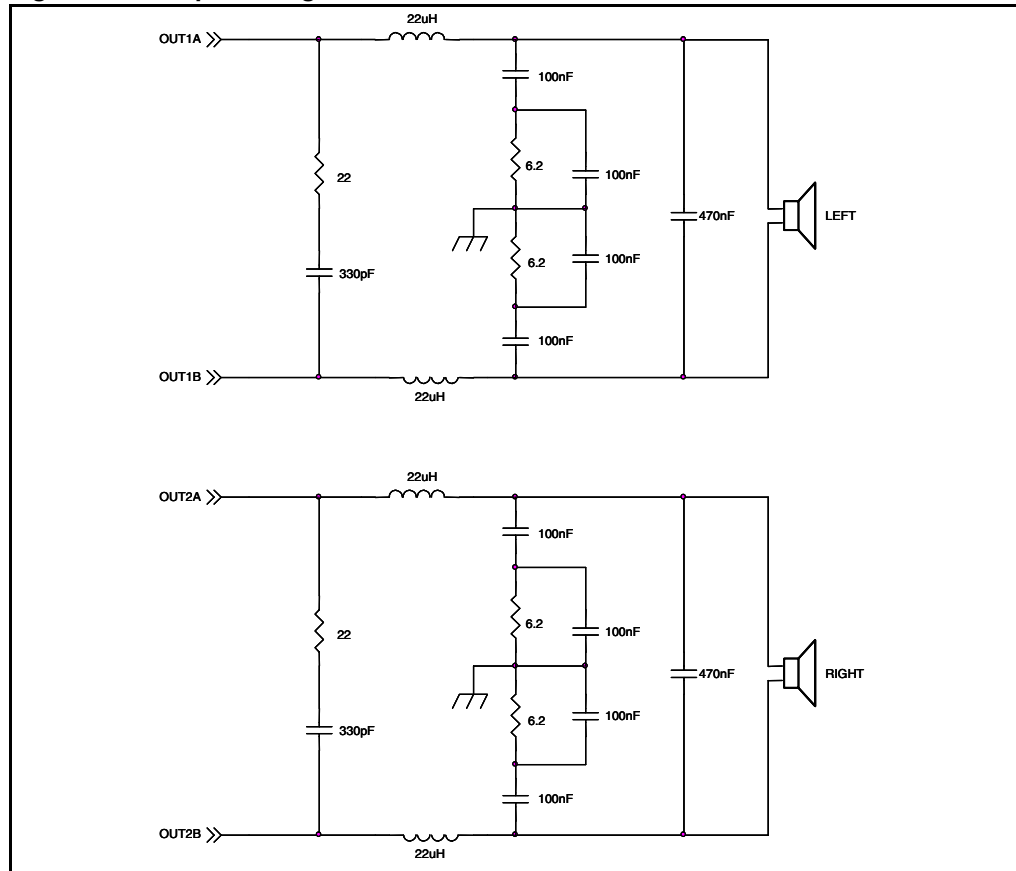 22uH
OUT1A
100nF
6.2
100nF
22
470nF
LEFT
6.2
100nF
330pF
100nF
OUT1B
22uH
22uH
OUT2A
100nF
6.2
100nF
22
470nF
RIGHT
6.2
100nF
330pF
100nF
OUT2B
22uH